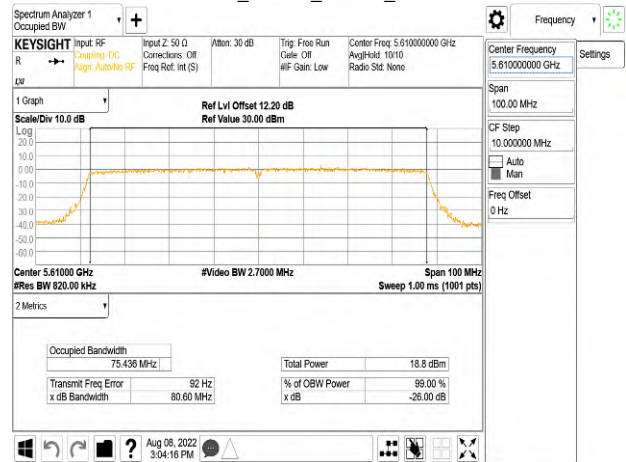 Spectrum Analyzer 1
Occupied BW
Frequency
KEYSIGHT
R
Input: RF
Coupling: DC
Align: Auto/No RF
Input Z: 50 Ω
Corrections: Off
Freq Ref: Int (S)
Atten: 30 dB
Trig: Free Run
Gate: Off
#IF Gain: Low
Center Freq: 5.610000000 GHz
Avg|Hold: 10/10
Radio Std: None
Center Frequency
5.610000000 GHz
Settings
Span
100.00 MHz
CF Step
10.000000 MHz
Auto
Man
Freq Offset
0 Hz
1 Graph
Scale/Div 10.0 dB
Ref Lvl Offset 12.20 dB
Ref Value 30.00 dBm
Log
20.0
10.0
0.00
-10.0
-20.0
-30.0
-40.0
-50.0
-60.0
Center 5.61000 GHz
#Video BW 2.7000 MHz
Span 100 MHz
#Res BW 820.00 kHz
Sweep 1.00 ms (1001 pts)
2 Metrics
Occupied Bandwidth
75.436 MHz
Total Power 18.8 dBm
Transmit Freq Error 92 Hz
% of OBW Power 99.00 %
x dB Bandwidth 80.60 MHz
x dB -26.00 dB
?
Aug 08, 2022
3:04:16 PM